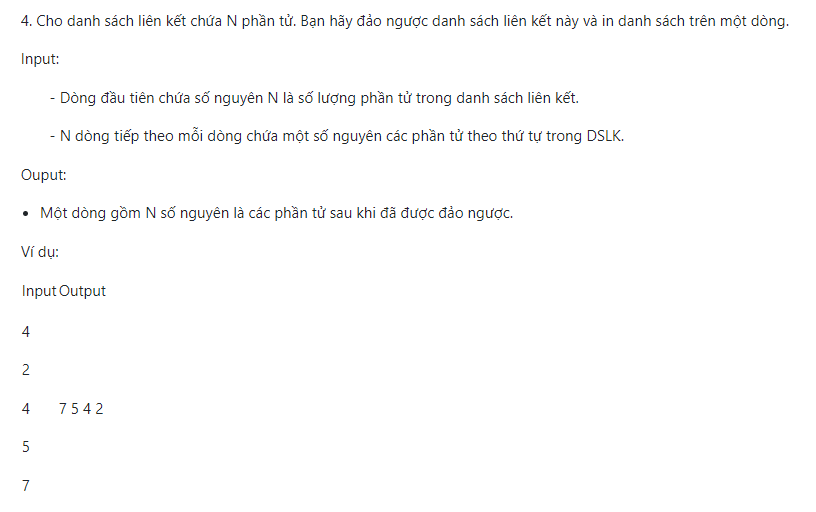 4. Cho danh sách liên kết chứa N phần tử. Bạn hãy đảo ngược danh sách liên kết này và in danh sách trên một dòng.
Input:
- Dòng đầu tiên chứa số nguyên N là số lượng phần tử trong danh sách liên kết.
- N dòng tiếp theo mỗi dòng chứa một số nguyên các phần tử theo thứ tự trong DSLK.
Ouput:
• Một dòng gồm N số nguyên là các phần tử sau khi đã được đảo ngược.
Ví dụ:
Input Output
4
2
4 7 5 4 2
5
7